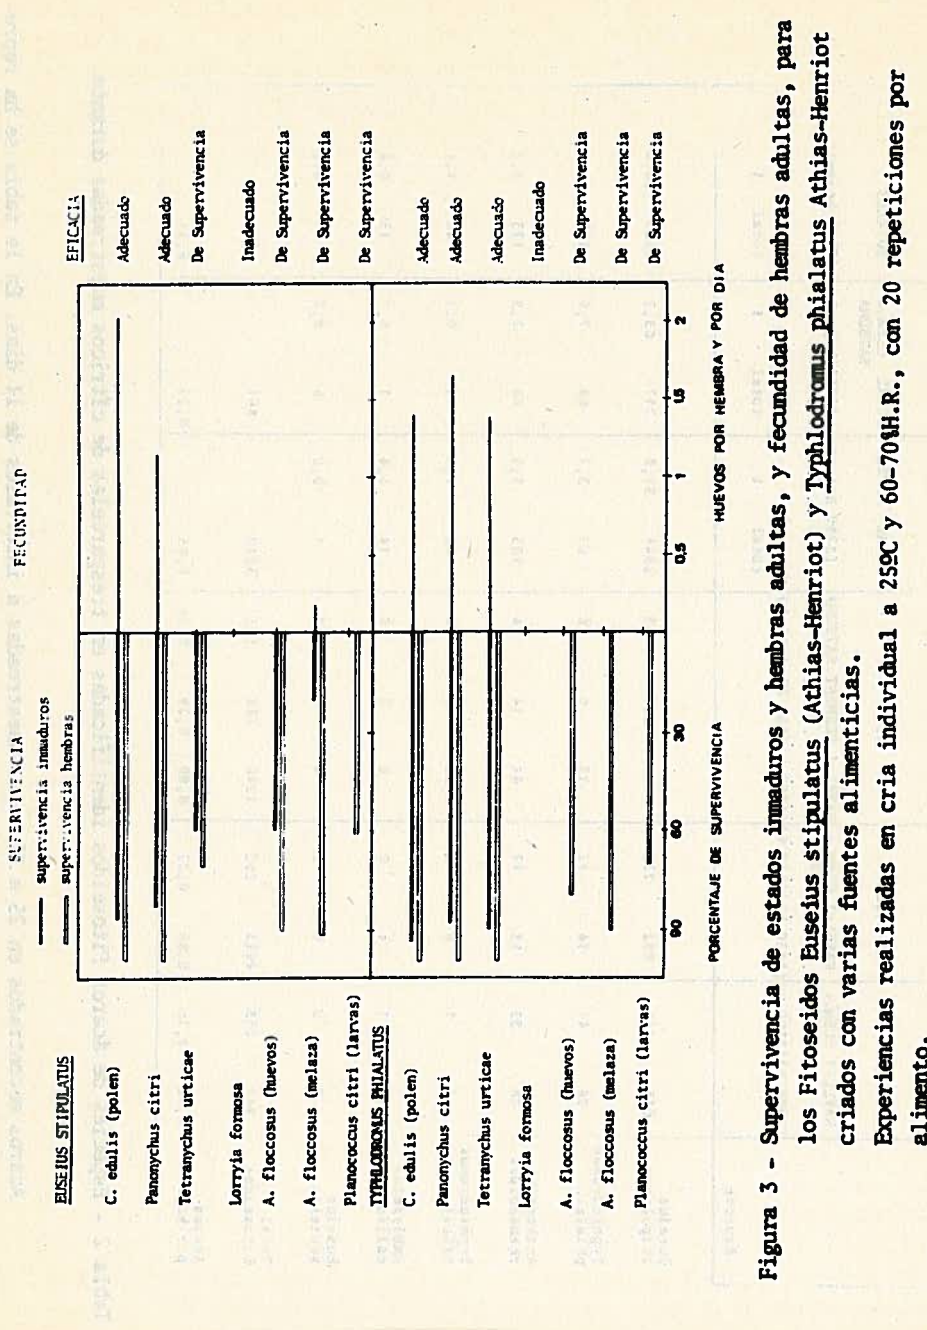 SUPERVIVENCIA
supervivencia inmaduros
supervivencia hembras
FECUNDIDAD
EFICACIA
EUSEIUS STIPULATUS
C. edulis (polen)
Adecuado
Panonychus citri
Adecuado
Tetranychus urticae
De Supervivencia
Lorryia formosa
Inadecuado
A. floccosus (huevos)
De Supervivencia
A. floccosus (melaza)
De Supervivencia
Planococcus citri (larvas)
De Supervivencia
TYPHLODROMUS PHIALATUS
C. edulis (polen)
Adecuado
Panonychus citri
Adecuado
Tetranychus urticae
Adecuado
Lorryia formosa
Inadecuado
A. floccosus (huevos)
De Supervivencia
A. floccosus (melaza)
De Supervivencia
Planococcus citri (larvas)
De Supervivencia
90 60 30 0,5 1 1,5 2
PORCENTAJE DE SUPERVIVENCIA
HUEVOS POR HEMBRA Y POR DIA
Figura 3 - Supervivencia de estados inmaduros y hembras adultas, y fecundidad de hembras adultas, para
los Fitoseidos Euseius stipulatus (Athias-Henriot) y Typhlodromus phialatus Athias-Henriot
criados con varias fuentes alimenticias.
Experiencias realizadas en cria individual a 25ºC y 60-70%H.R., con 20 repeticiones por
alimento.